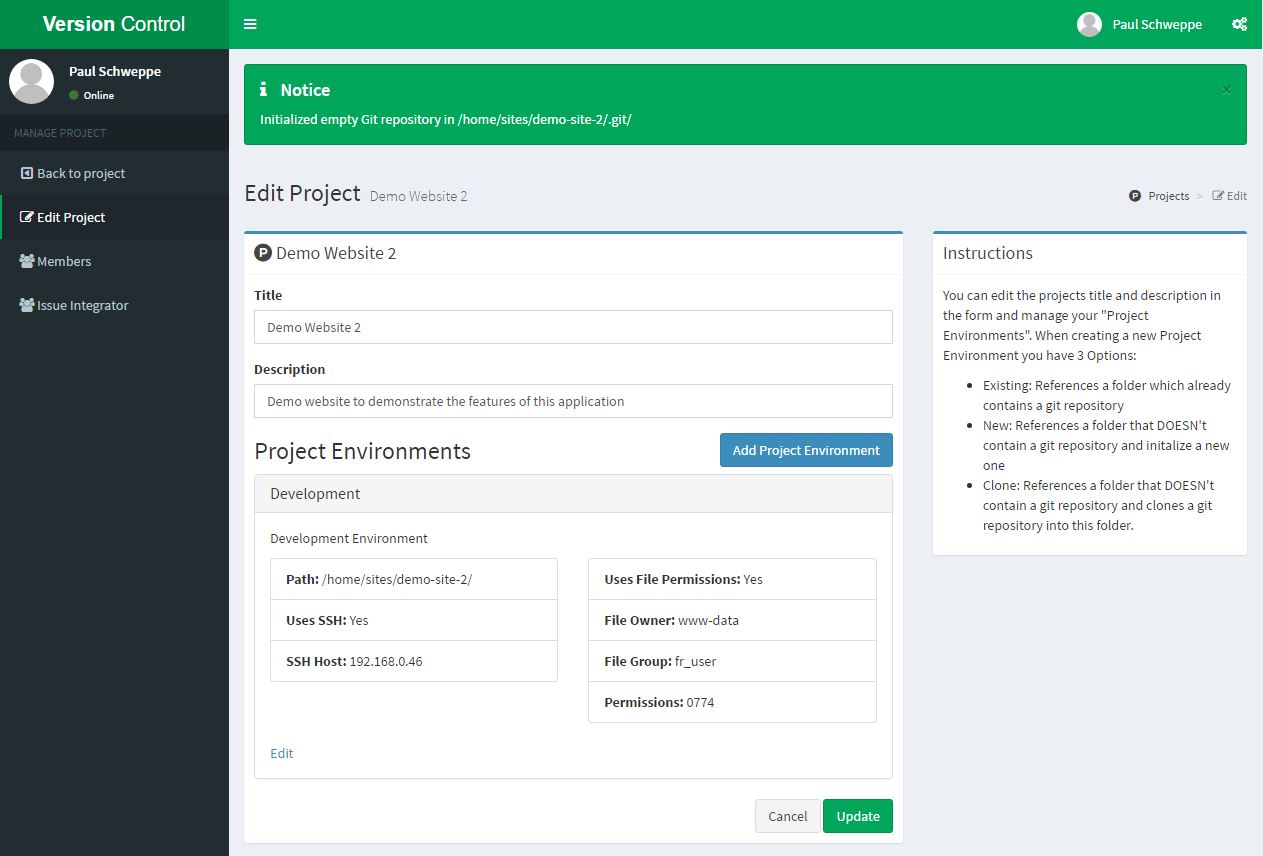 Version Control
Paul Schweppe
Paul Schweppe
Online
MANAGE PROJECT
Back to project
Edit Project
Members
Issue Integrator
Notice
×
Initialized empty Git repository in /home/sites/demo-site-2/.git/
Edit Project Demo Website 2
Projects > Edit
Demo Website 2
Title
Demo Website 2
Description
Demo website to demonstrate the features of this application
Project Environments
Add Project Environment
Development
Development Environment
Path: /home/sites/demo-site-2/
Uses SSH: Yes
SSH Host: 192.168.0.46
Uses File Permissions: Yes
File Owner: www-data
File Group: fr_user
Permissions: 0774
Edit
Cancel
Update
Instructions
You can edit the projects title and description in
the form and manage your "Project
Environments". When creating a new Project
Environment you have 3 Options:
Existing: References a folder which already
contains a git repository
New: References a folder that DOESN't
contain a git repository and initalize a new
one
Clone: References a folder that DOESN't
contain a git repository and clones a git
repository into this folder.